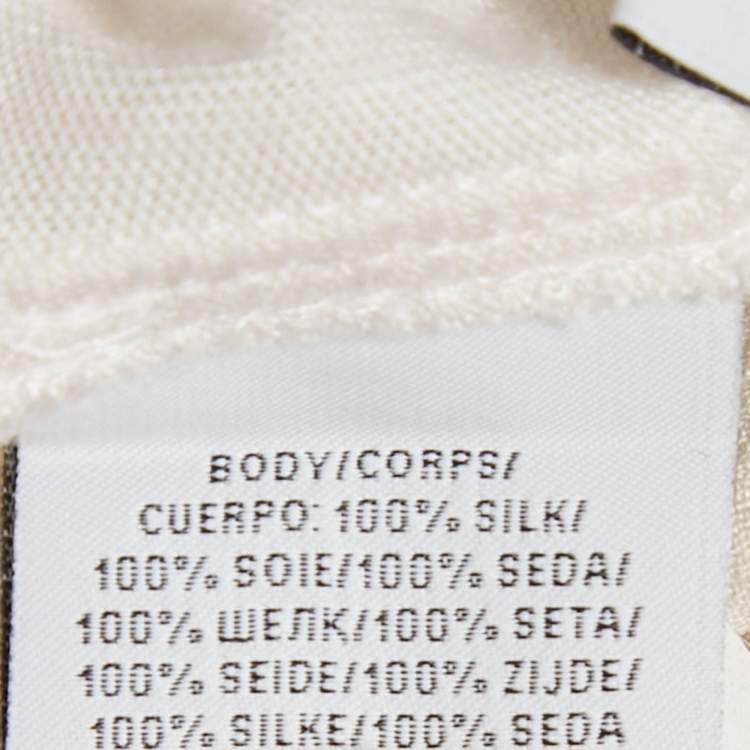 BODY/CORPS/
CUERPO: 100% SILK/
100% SOIE/100% SEDA/
100% ШЕЛК/100% SETA/
100% SEIDE/100% ZIJDE/
100% SILKE/100% SEDA